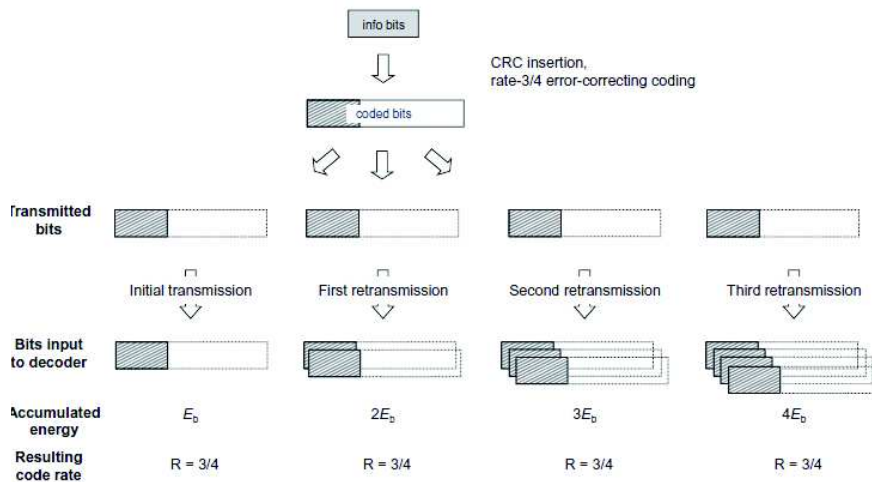 info bits
CRC insertion,
rate-3/4 error-correcting coding
coded bits
Transmitted
bits
Initial transmission
First retransmission
Second retransmission
Third retransmission
Bits input
to decoder
Accumulated
energy
Eb
2Eb
3Eb
4Eb
Resulting
code rate
R = 3/4
R = 3/4
R = 3/4
R = 3/4